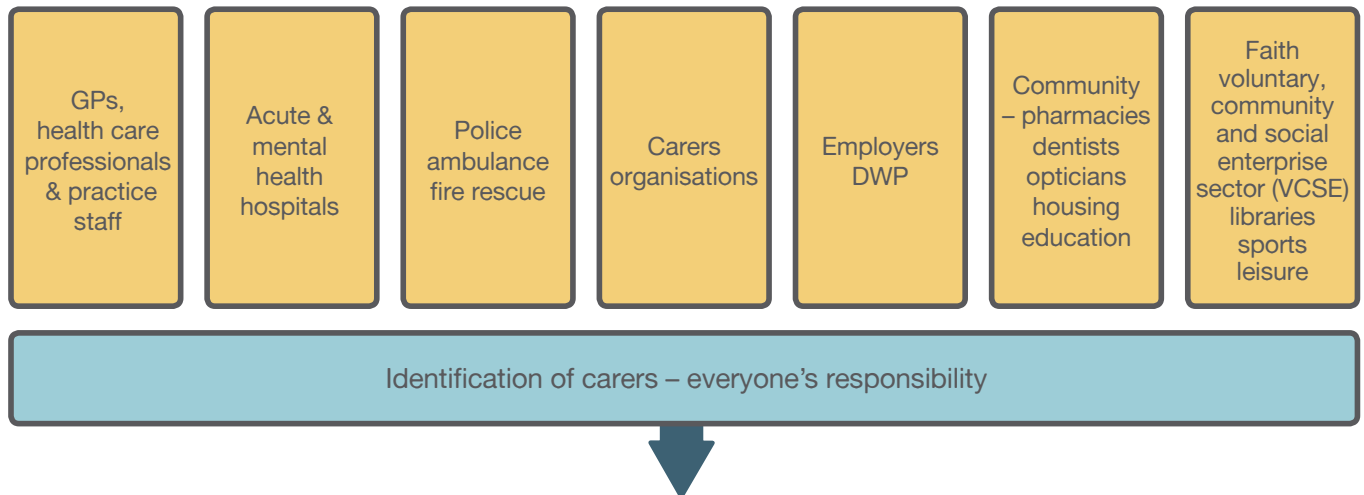 GPs,
health care
professionals
& practice
staff
Acute &
mental
health
hospitals
Police
ambulance
fire rescue
Carers
organisations
Employers
DWP
Community
– pharmacies
dentists
opticians
housing
education
Faith
voluntary,
community
and social
enterprise
sector (VCSE)
libraries
sports
leisure
Identification of carers – everyone’s responsibility